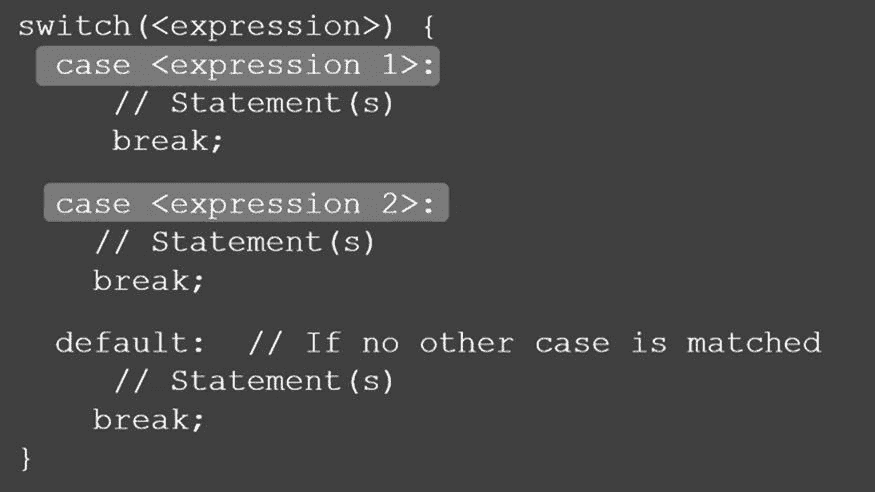 switch(<expression>) {
case <expression 1>:
// Statement(s)
break;
case <expression 2>:
// Statement(s)
break;
default:  // If no other case is matched
// Statement(s)
break;
}